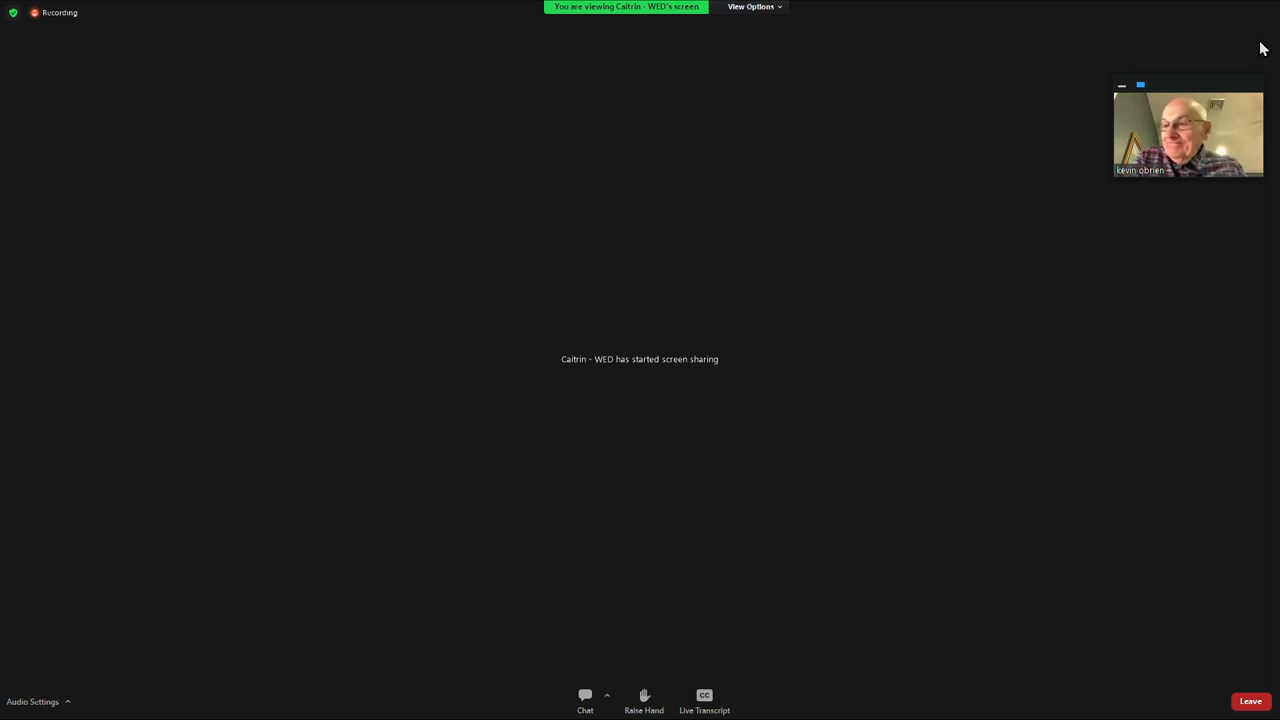 Recording
You are viewing Caitrin - WED's screen
View Options
kevin obrien
Caitrin - WED has started screen sharing
Audio Settings
Chat
Raise Hand
CC
Live Transcript
Leave